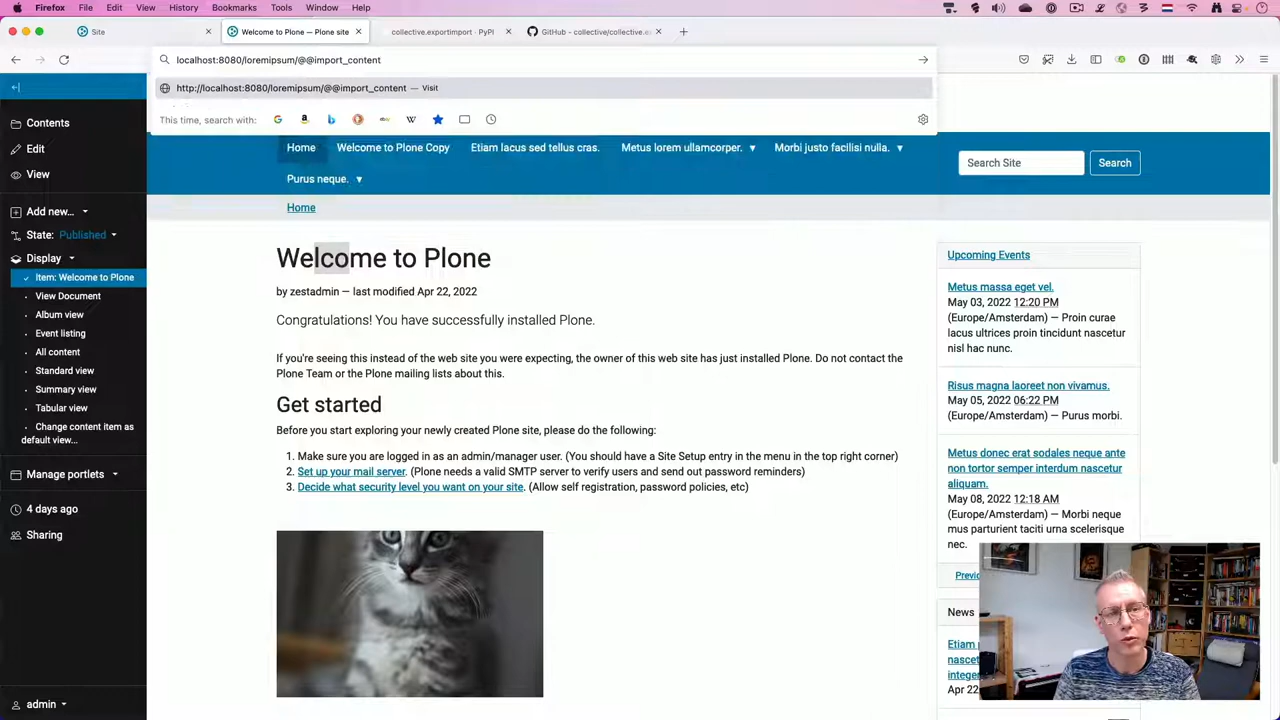 Firefox File Edit View History Bookmarks Tools Window Help
Site
Welcome to Plone — Plone site
collective.exportimport · PyPI
GitHub - collective/collective.e
localhost:8080/loremipsum/@@import_content
http://localhost:8080/loremipsum/@@import_content — Visit
This time, search with:
Contents
Edit
View
Add new...
State: Published
Display
Item: Welcome to Plone
View Document
Album view
Event listing
All content
Standard view
Summary view
Tabular view
Change content item as
default view...
Manage portlets
4 days ago
Sharing
admin
Home Welcome to Plone Copy Etiam lacus sed tellus cras. Metus lorem ullamcorper. Morbi justo facilisi nulla.
Purus neque.
Search Site Search
Home
Welcome to Plone
by zestadmin — last modified Apr 22, 2022
Congratulations! You have successfully installed Plone.
If you're seeing this instead of the web site you were expecting, the owner of this web site has just installed Plone. Do not contact the
Plone Team or the Plone mailing lists about this.
Get started
Before you start exploring your newly created Plone site, please do the following:
1. Make sure you are logged in as an admin/manager user. (You should have a Site Setup entry in the menu in the top right corner)
2. Set up your mail server. (Plone needs a valid SMTP server to verify users and send out password reminders)
3. Decide what security level you want on your site. (Allow self registration, password policies, etc)
Upcoming Events
Metus massa eget vel.
May 03, 2022 12:20 PM
(Europe/Amsterdam) — Proin curae
lacus ultrices proin tincidunt nascetur
nisl hac nunc.
Risus magna laoreet non vivamus.
May 05, 2022 06:22 PM
(Europe/Amsterdam) — Purus morbi.
Metus donec erat sodales neque ante
non tortor semper interdum nascetur
aliquam.
May 08, 2022 12:18 AM
(Europe/Amsterdam) — Morbi neque
mus parturient taciti urna scelerisque
nec.
Previo
News
Etiam
nascet
integer
Apr 22